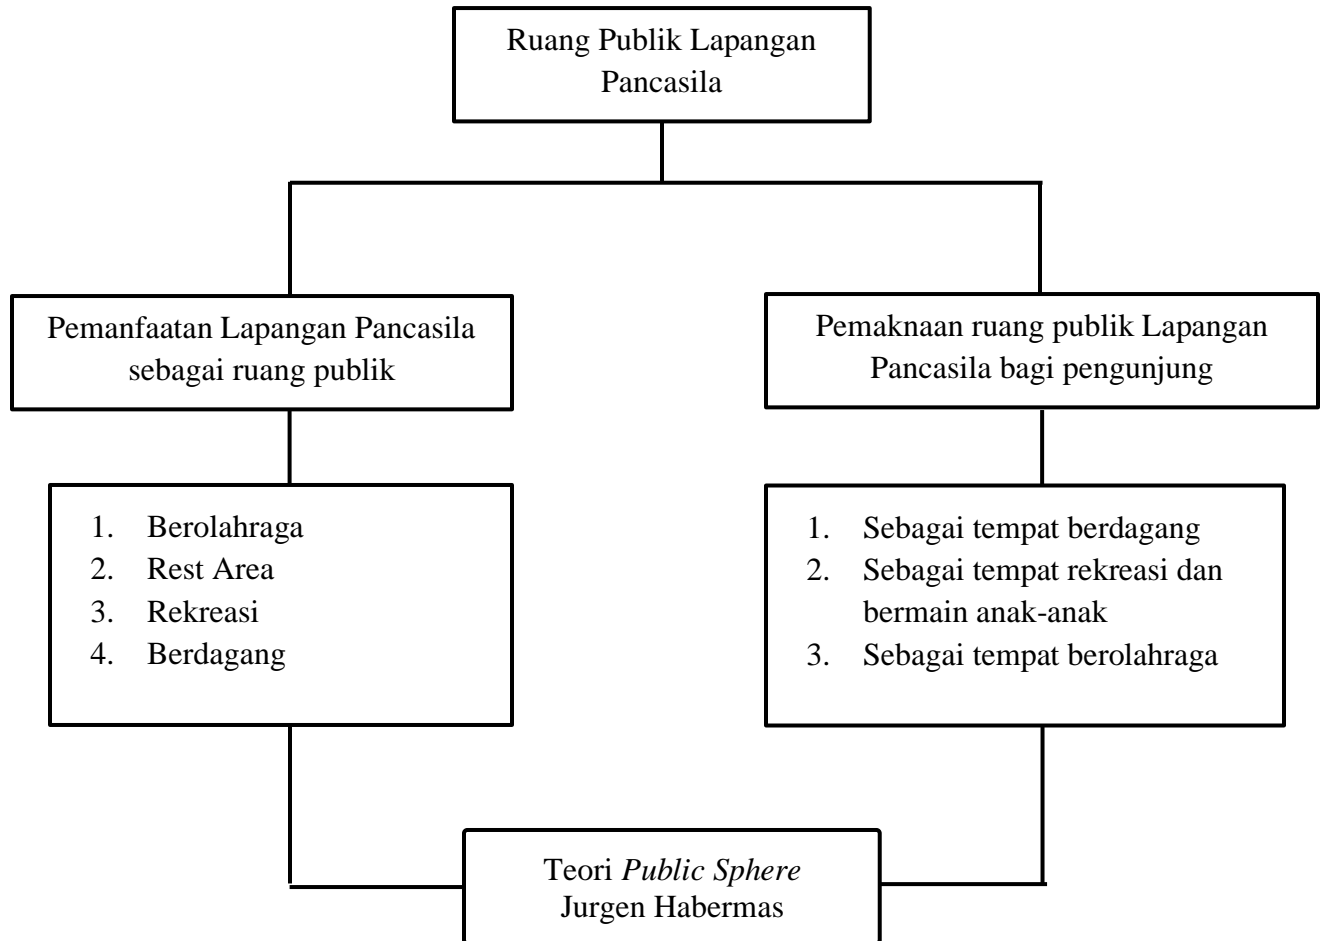 Ruang Publik Lapangan
Pancasila
Pemanfaatan Lapangan Pancasila
sebagai ruang publik
Pemaknaan ruang publik Lapangan
Pancasila bagi pengunjung
1. Berolahraga
2. Rest Area
3. Rekreasi
4. Berdagang
1. Sebagai tempat berdagang
2. Sebagai tempat rekreasi dan
bermain anak-anak
3. Sebagai tempat berolahraga
Teori Public Sphere
Jurgen Habermas